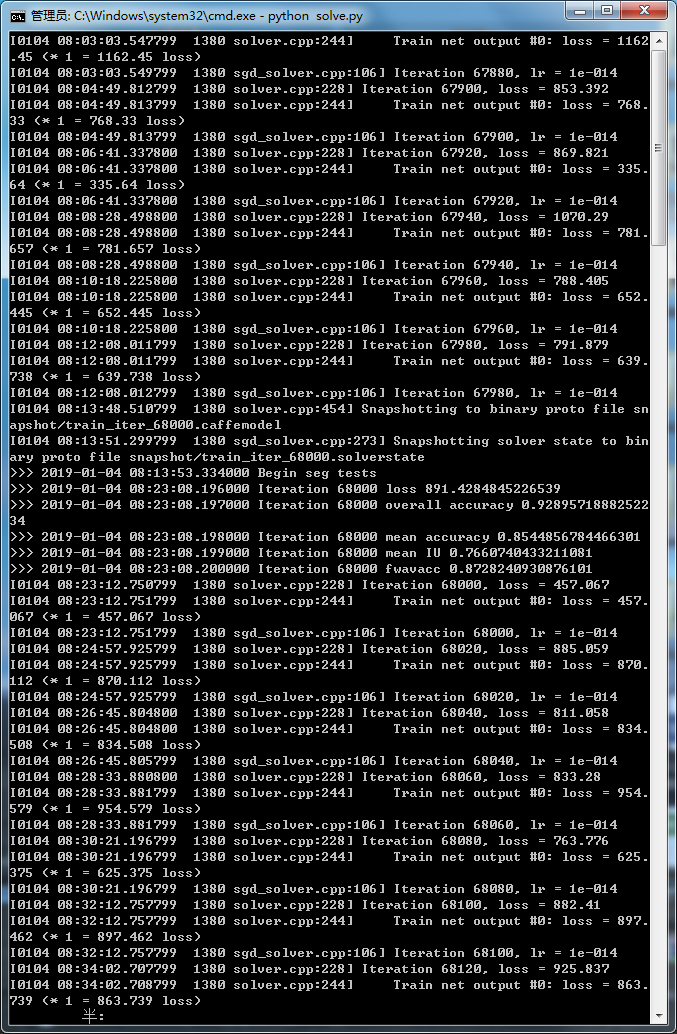 管理员: C:\Windows\system32\cmd.exe - python  solve.py
I0104 08:03:03.547799  1380 solver.cpp:244]     Train net output #0: loss = 1162
.45 (* 1 = 1162.45 loss)
I0104 08:03:03.549799  1380 sgd_solver.cpp:106] Iteration 67880, lr = 1e-014
I0104 08:04:49.812799  1380 solver.cpp:228] Iteration 67900, loss = 853.392
I0104 08:04:49.813799  1380 solver.cpp:244]     Train net output #0: loss = 768.
33 (* 1 = 768.33 loss)
I0104 08:04:49.813799  1380 sgd_solver.cpp:106] Iteration 67900, lr = 1e-014
I0104 08:06:41.337800  1380 solver.cpp:228] Iteration 67920, loss = 869.821
I0104 08:06:41.337800  1380 solver.cpp:244]     Train net output #0: loss = 335.
64 (* 1 = 335.64 loss)
I0104 08:06:41.337800  1380 sgd_solver.cpp:106] Iteration 67920, lr = 1e-014
I0104 08:08:28.498800  1380 solver.cpp:228] Iteration 67940, loss = 1070.29
I0104 08:08:28.498800  1380 solver.cpp:244]     Train net output #0: loss = 781.
657 (* 1 = 781.657 loss)
I0104 08:08:28.498800  1380 sgd_solver.cpp:106] Iteration 67940, lr = 1e-014
I0104 08:10:18.225800  1380 solver.cpp:228] Iteration 67960, loss = 788.405
I0104 08:10:18.225800  1380 solver.cpp:244]     Train net output #0: loss = 652.
445 (* 1 = 652.445 loss)
I0104 08:10:18.225800  1380 sgd_solver.cpp:106] Iteration 67960, lr = 1e-014
I0104 08:12:08.011799  1380 solver.cpp:228] Iteration 67980, loss = 791.879
I0104 08:12:08.011799  1380 solver.cpp:244]     Train net output #0: loss = 639.
738 (* 1 = 639.738 loss)
I0104 08:12:08.012799  1380 sgd_solver.cpp:106] Iteration 67980, lr = 1e-014
I0104 08:13:48.510799  1380 solver.cpp:454] Snapshotting to binary proto file sn
apshot/train_iter_68000.caffemodel
I0104 08:13:51.299799  1380 sgd_solver.cpp:273] Snapshotting solver state to bin
ary proto file snapshot/train_iter_68000.solverstate
>>> 2019-01-04 08:13:53.334000 Begin seg tests
>>> 2019-01-04 08:23:08.196000 Iteration 68000 loss 891.4284845226539
>>> 2019-01-04 08:23:08.197000 Iteration 68000 overall accuracy 0.92895718882522
34
>>> 2019-01-04 08:23:08.198000 Iteration 68000 mean accuracy 0.8544856784466301
>>> 2019-01-04 08:23:08.199000 Iteration 68000 mean IU 0.7660740433211081
>>> 2019-01-04 08:23:08.200000 Iteration 68000 fwavacc 0.8728240930876101
I0104 08:23:12.750799  1380 solver.cpp:228] Iteration 68000, loss = 457.067
I0104 08:23:12.751799  1380 solver.cpp:244]     Train net output #0: loss = 457.
067 (* 1 = 457.067 loss)
I0104 08:23:12.751799  1380 sgd_solver.cpp:106] Iteration 68000, lr = 1e-014
I0104 08:24:57.925799  1380 solver.cpp:228] Iteration 68020, loss = 885.059
I0104 08:24:57.925799  1380 solver.cpp:244]     Train net output #0: loss = 870.
112 (* 1 = 870.112 loss)
I0104 08:24:57.925799  1380 sgd_solver.cpp:106] Iteration 68020, lr = 1e-014
I0104 08:26:45.804800  1380 solver.cpp:228] Iteration 68040, loss = 811.058
I0104 08:26:45.804800  1380 solver.cpp:244]     Train net output #0: loss = 834.
508 (* 1 = 834.508 loss)
I0104 08:26:45.805799  1380 sgd_solver.cpp:106] Iteration 68040, lr = 1e-014
I0104 08:28:33.880800  1380 solver.cpp:228] Iteration 68060, loss = 833.28
I0104 08:28:33.881799  1380 solver.cpp:244]     Train net output #0: loss = 954.
579 (* 1 = 954.579 loss)
I0104 08:28:33.881799  1380 sgd_solver.cpp:106] Iteration 68060, lr = 1e-014
I0104 08:30:21.196799  1380 solver.cpp:228] Iteration 68080, loss = 763.776
I0104 08:30:21.196799  1380 solver.cpp:244]     Train net output #0: loss = 625.
375 (* 1 = 625.375 loss)
I0104 08:30:21.196799  1380 sgd_solver.cpp:106] Iteration 68080, lr = 1e-014
I0104 08:32:12.757799  1380 solver.cpp:228] Iteration 68100, loss = 882.41
I0104 08:32:12.757799  1380 solver.cpp:244]     Train net output #0: loss = 897.
462 (* 1 = 897.462 loss)
I0104 08:32:12.757799  1380 sgd_solver.cpp:106] Iteration 68100, lr = 1e-014
I0104 08:34:02.707799  1380 solver.cpp:228] Iteration 68120, loss = 925.837
I0104 08:34:02.708799  1380 solver.cpp:244]     Train net output #0: loss = 863.
739 (* 1 = 863.739 loss)
半: